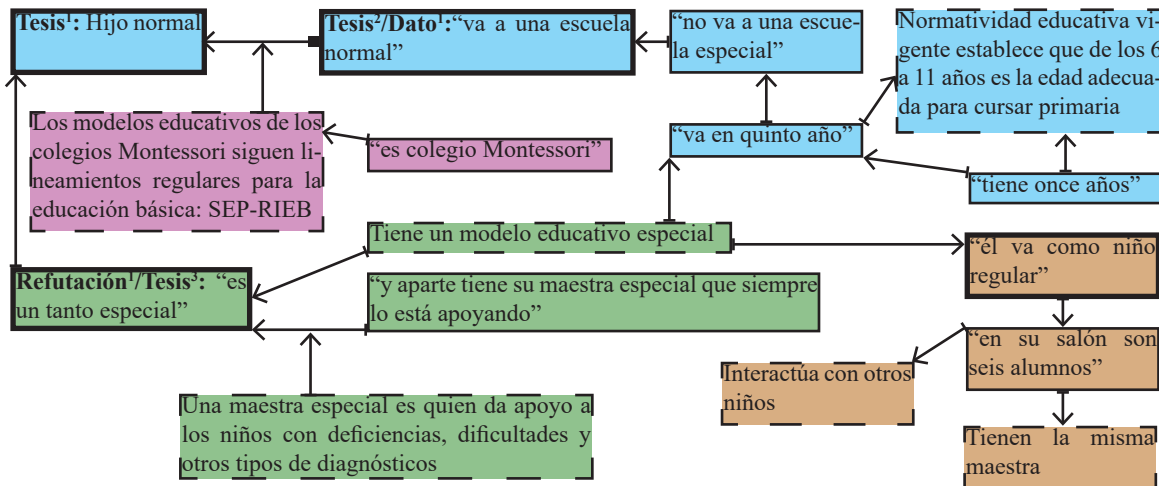 Tesis¹: Hijo normal
Tesis²/Dato¹:“va a una escuela
normal”
“no va a una escue-
la especial”
Normatividad educativa vi-
gente establece que de los 6
a 11 años es la edad adecua-
da para cursar primaria
Los modelos educativos de los
colegios Montessori siguen li-
neamientos regulares para la
educación básica: SEP-RIEB
“es colegio Montessori”
“va en quinto año”
“tiene once años”
Tiene un modelo educativo especial
Refutación¹/Tesis³: “es
un tanto especial”
“y aparte tiene su maestra especial que siempre
lo está apoyando”
“él va como niño
regular”
“en su salón son
seis alumnos”
Interactúa con otros
niños
Una maestra especial es quien da apoyo a
los niños con deficiencias, dificultades y
otros tipos de diagnósticos
Tienen la misma
maestra